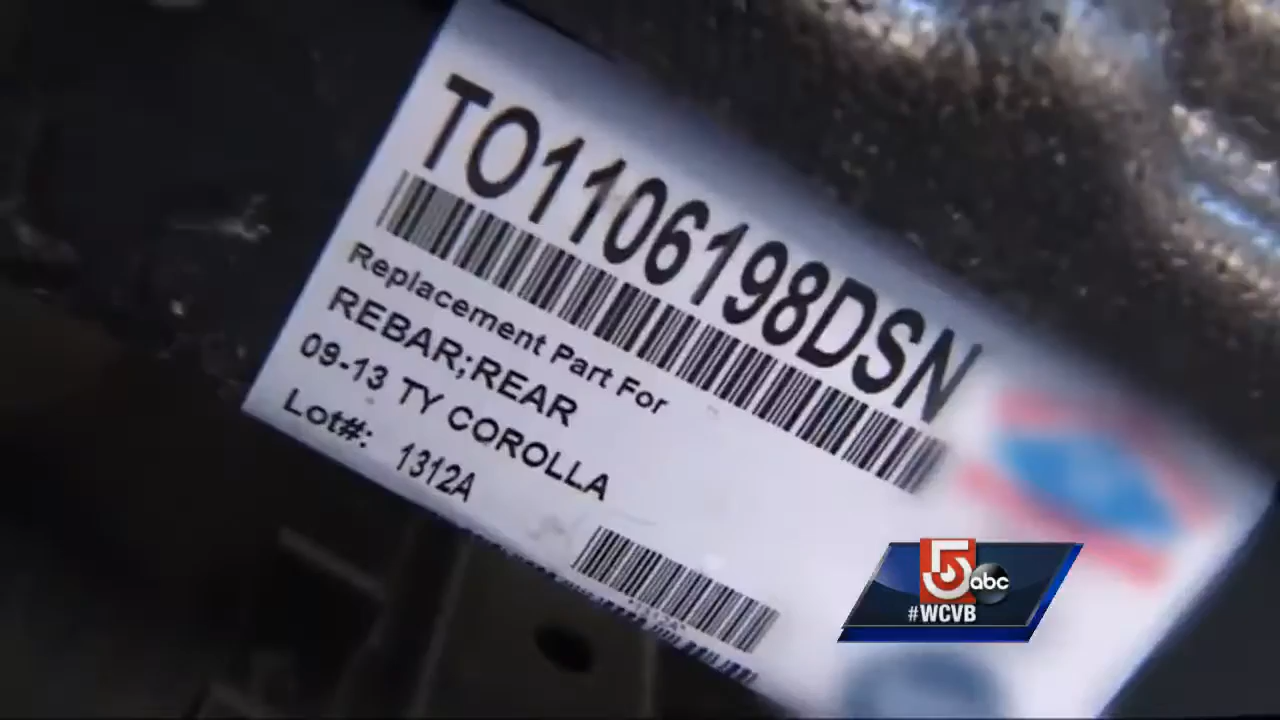 TO1106198DSN
Replacement Part For
REBAR;REAR
09-13 TY COROLLA
Lot#: 1312A
5 abc
#WCVB